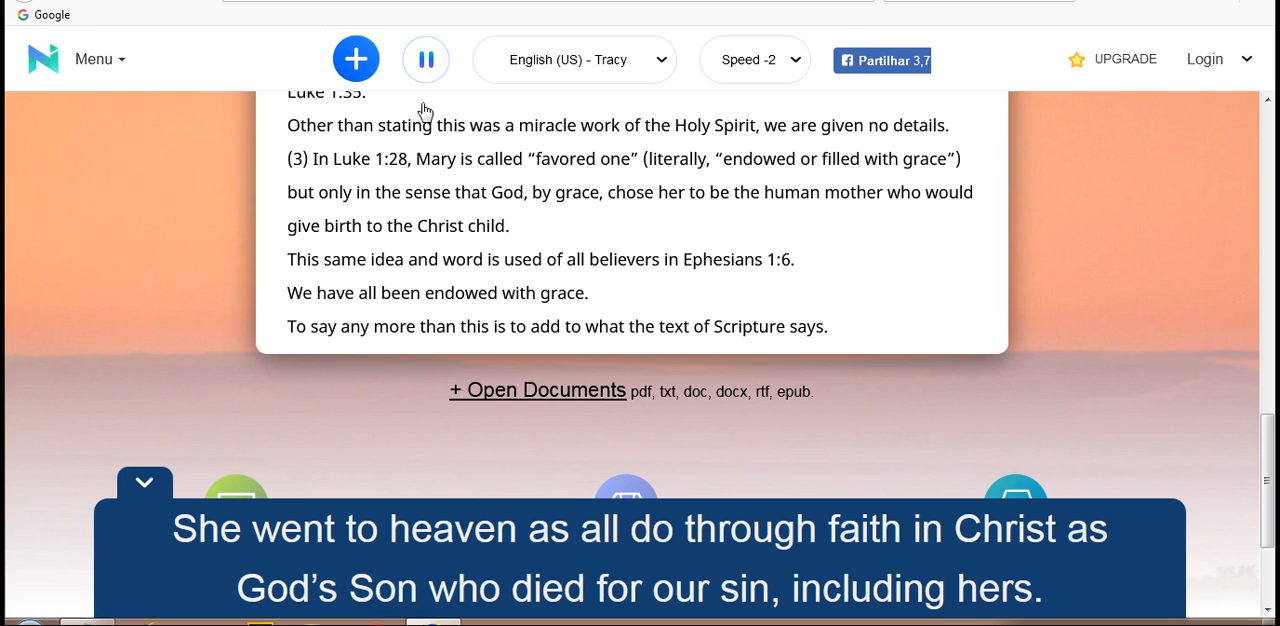 Google
Menu
English (US) - Tracy
Speed -2
Partilhar 3,7
UPGRADE
Login
Luke 1:35.
Other than stating this was a miracle work of the Holy Spirit, we are given no details.
(3) In Luke 1:28, Mary is called “favored one” (literally, “endowed or filled with grace”)
but only in the sense that God, by grace, chose her to be the human mother who would
give birth to the Christ child.
This same idea and word is used of all believers in Ephesians 1:6.
We have all been endowed with grace.
To say any more than this is to add to what the text of Scripture says.
+ Open Documents pdf, txt, doc, docx, rtf, epub.
She went to heaven as all do through faith in Christ as
God’s Son who died for our sin, including hers.